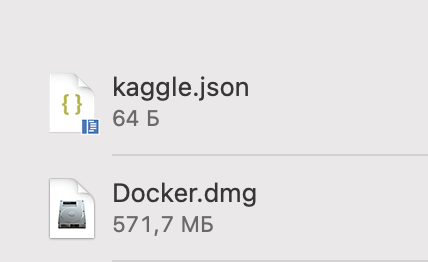 kaggle.json
64 Б
Docker.dmg
571,7 МБ